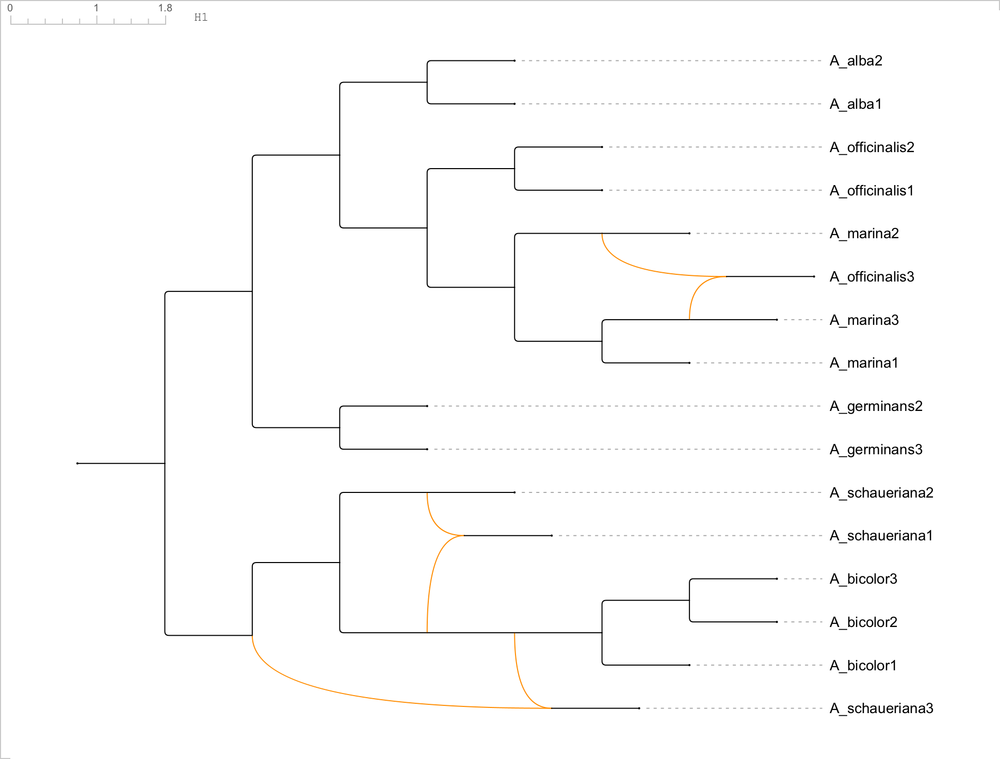 0 1 1.8
H1
A_alba2
A_alba1
A_officinalis2
A_officinalis1
A_marina2
A_officinalis3
A_marina3
A_marina1
A_germinans2
A_germinans3
A_schaueriana2
A_schaueriana1
A_bicolor3
A_bicolor2
A_bicolor1
A_schaueriana3